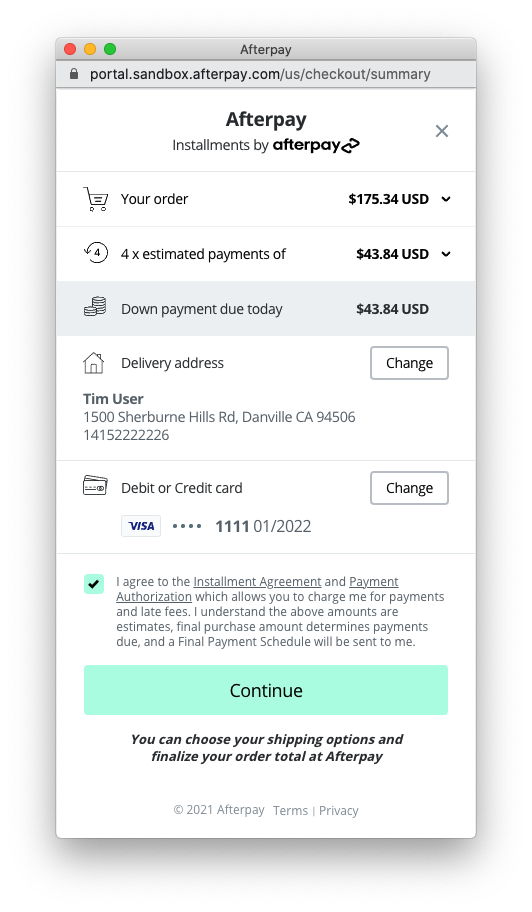 Afterpay
portal.sandbox.afterpay.com/us/checkout/summary
Afterpay
Installments by afterpay
Your order $175.34 USD
4
4 x estimated payments of $43.84 USD
Down payment due today $43.84 USD
Delivery address Change
Tim User
1500 Sherburne Hills Rd, Danville CA 94506
14152222226
Debit or Credit card Change
VISA •••• 1111 01/2022
I agree to the Installment Agreement and Payment
Authorization which allows you to charge me for payments
and late fees. I understand the above amounts are
estimates, final purchase amount determines payments
due, and a Final Payment Schedule will be sent to me.
Continue
You can choose your shipping options and
finalize your order total at Afterpay
© 2021 Afterpay Terms | Privacy